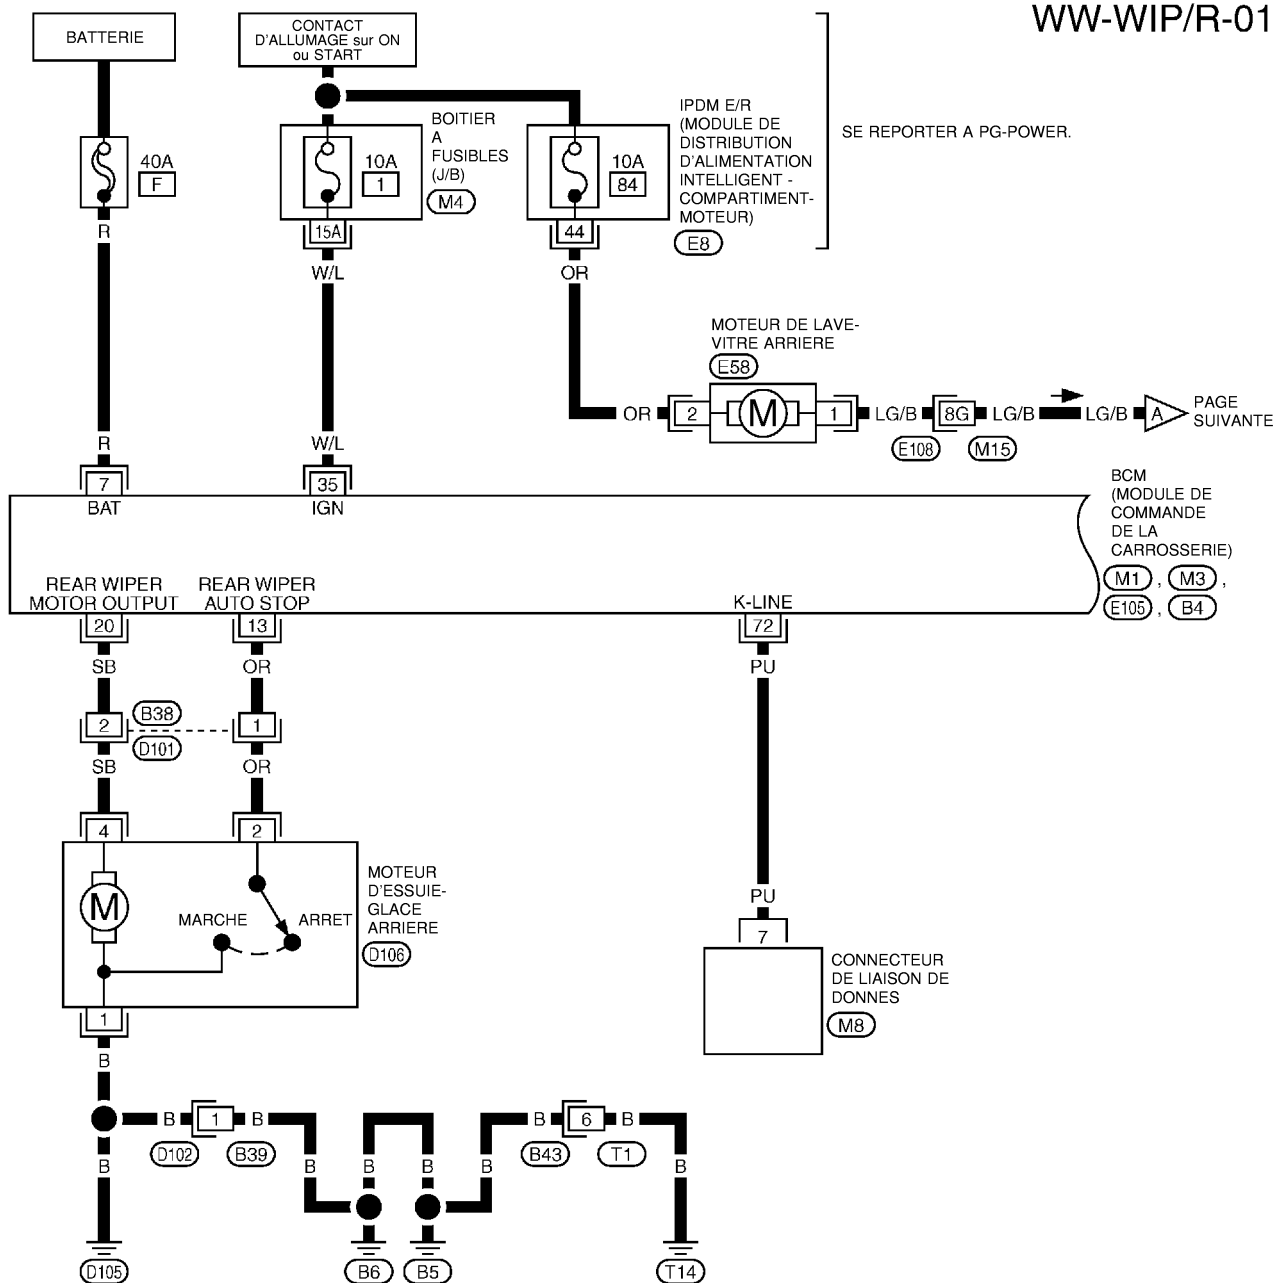 WW-WIP/R-01
BATTERIE
CONTACT
D'ALLUMAGE sur ON
ou START
40A
F
BOITIER
A
FUSIBLES
(J/B)
M4
10A
1
15A
IPDM E/R
(MODULE DE
DISTRIBUTION
D'ALIMENTATION
INTELLIGENT -
COMPARTIMENT-
MOTEUR)
E8
10A
84
44
SE REPORTER A PG-POWER.
R
W/L
OR
MOTEUR DE LAVE-
VITRE ARRIERE
E58
OR
2
M
1
LG/B
8G
LG/B
LG/B
A
PAGE
SUIVANTE
E108
M15
R
W/L
7
35
BAT
IGN
BCM
(MODULE DE
COMMANDE
DE LA
CARROSSERIE)
M1 , M3 ,
E105 , B4
REAR WIPER
MOTOR OUTPUT
REAR WIPER
AUTO STOP
K-LINE
20
13
72
SB
OR
PU
2
B38
D101
1
SB
OR
4
2
M
MARCHE
ARRET
MOTEUR
D'ESSUIE-
GLACE
ARRIERE
D106
PU
7
CONNECTEUR
DE LIAISON DE
DONNES
M8
1
B
B
1
B
D102
B39
B
6
B
B43
T1
B
B
B
B
B
B
D105
B6
B5
T14